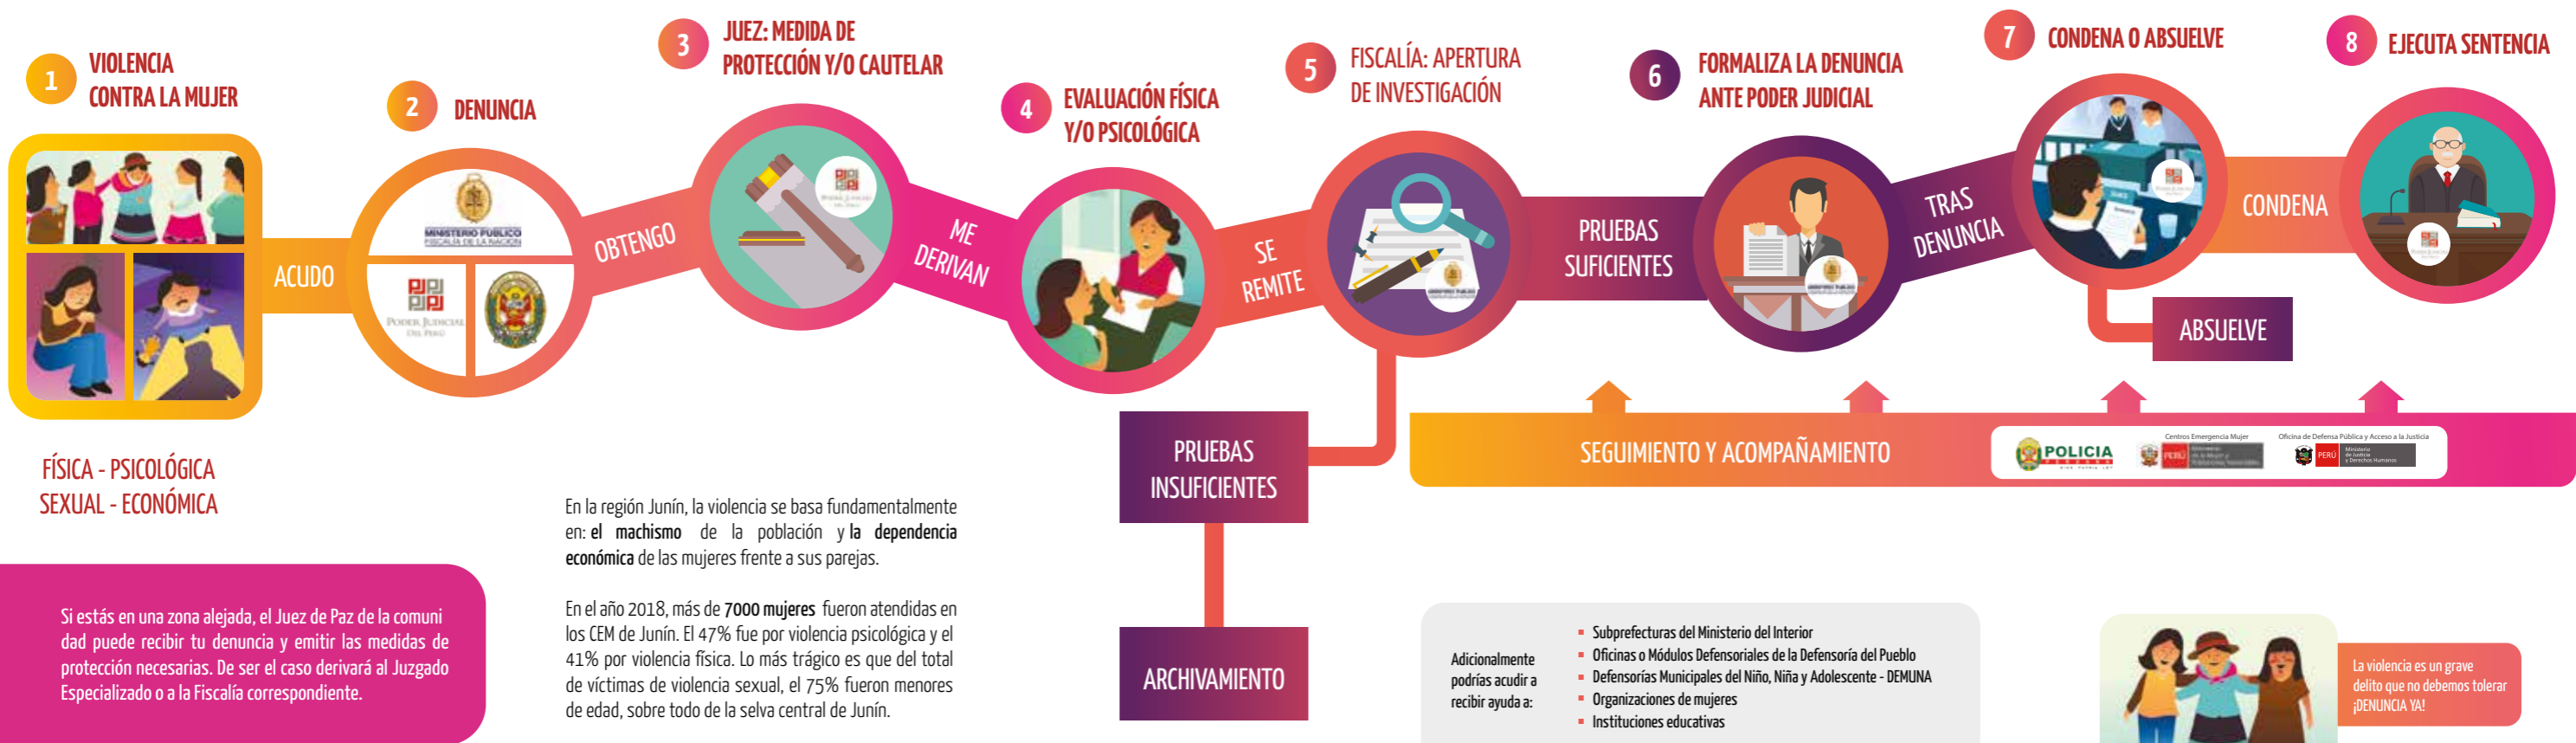 1
VIOLENCIA
CONTRA LA MUJER
FÍSICA - PSICOLÓGICA
SEXUAL - ECONÓMICA
ACUDO
2
DENUNCIA
MINISTERIO PUBLICO
FISCALÍA DE LA NACIÓN
PODER JUDICIAL
DEL PERÚ
OBTENGO
3
JUEZ: MEDIDA DE
PROTECCIÓN Y/O CAUTELAR
PODER JUDICIAL
DEL PERÚ
ME
DERIVAN
4
EVALUACIÓN FÍSICA
Y/O PSICOLÓGICA
SE
REMITE
5
FISCALÍA: APERTURA
DE INVESTIGACIÓN
PRUEBAS
INSUFICIENTES
ARCHIVAMIENTO
PRUEBAS
SUFICIENTES
6
FORMALIZA LA DENUNCIA
ANTE PODER JUDICIAL
TRAS
DENUNCIA
7
CONDENA O ABSUELVE
ABSUELVE
CONDENA
8
EJECUTA SENTENCIA
SEGUIMIENTO Y ACOMPAÑAMIENTO
POLICIA
Centros Emergencia Mujer
PERÚ
Oficina de Defensa Pública y Acceso a la Justicia
PERÚ
Ministerio
de Justicia
y Derechos Humanos
Si estás en una zona alejada, el Juez de Paz de la comuni
dad puede recibir tu denuncia y emitir las medidas de
protección necesarias. De ser el caso derivará al Juzgado
Especializado o a la Fiscalía correspondiente.
En la región Junín, la violencia se basa fundamentalmente
en: el machismo de la población y la dependencia
económica de las mujeres frente a sus parejas.
En el año 2018, más de 7000 mujeres fueron atendidas en
los CEM de Junín. El 47% fue por violencia psicológica y el
41% por violencia física. Lo más trágico es que del total
de víctimas de violencia sexual, el 75% fueron menores
de edad, sobre todo de la selva central de Junín.
Adicionalmente
podrías acudir a
recibir ayuda a:
Subprefecturas del Ministerio del Interior
Oficinas o Módulos Defensoriales de la Defensoría del Pueblo
Defensorías Municipales del Niño, Niña y Adolescente - DEMUNA
Organizaciones de mujeres
Instituciones educativas
La violencia es un grave
delito que no debemos tolerar
¡DENUNCIA YA!